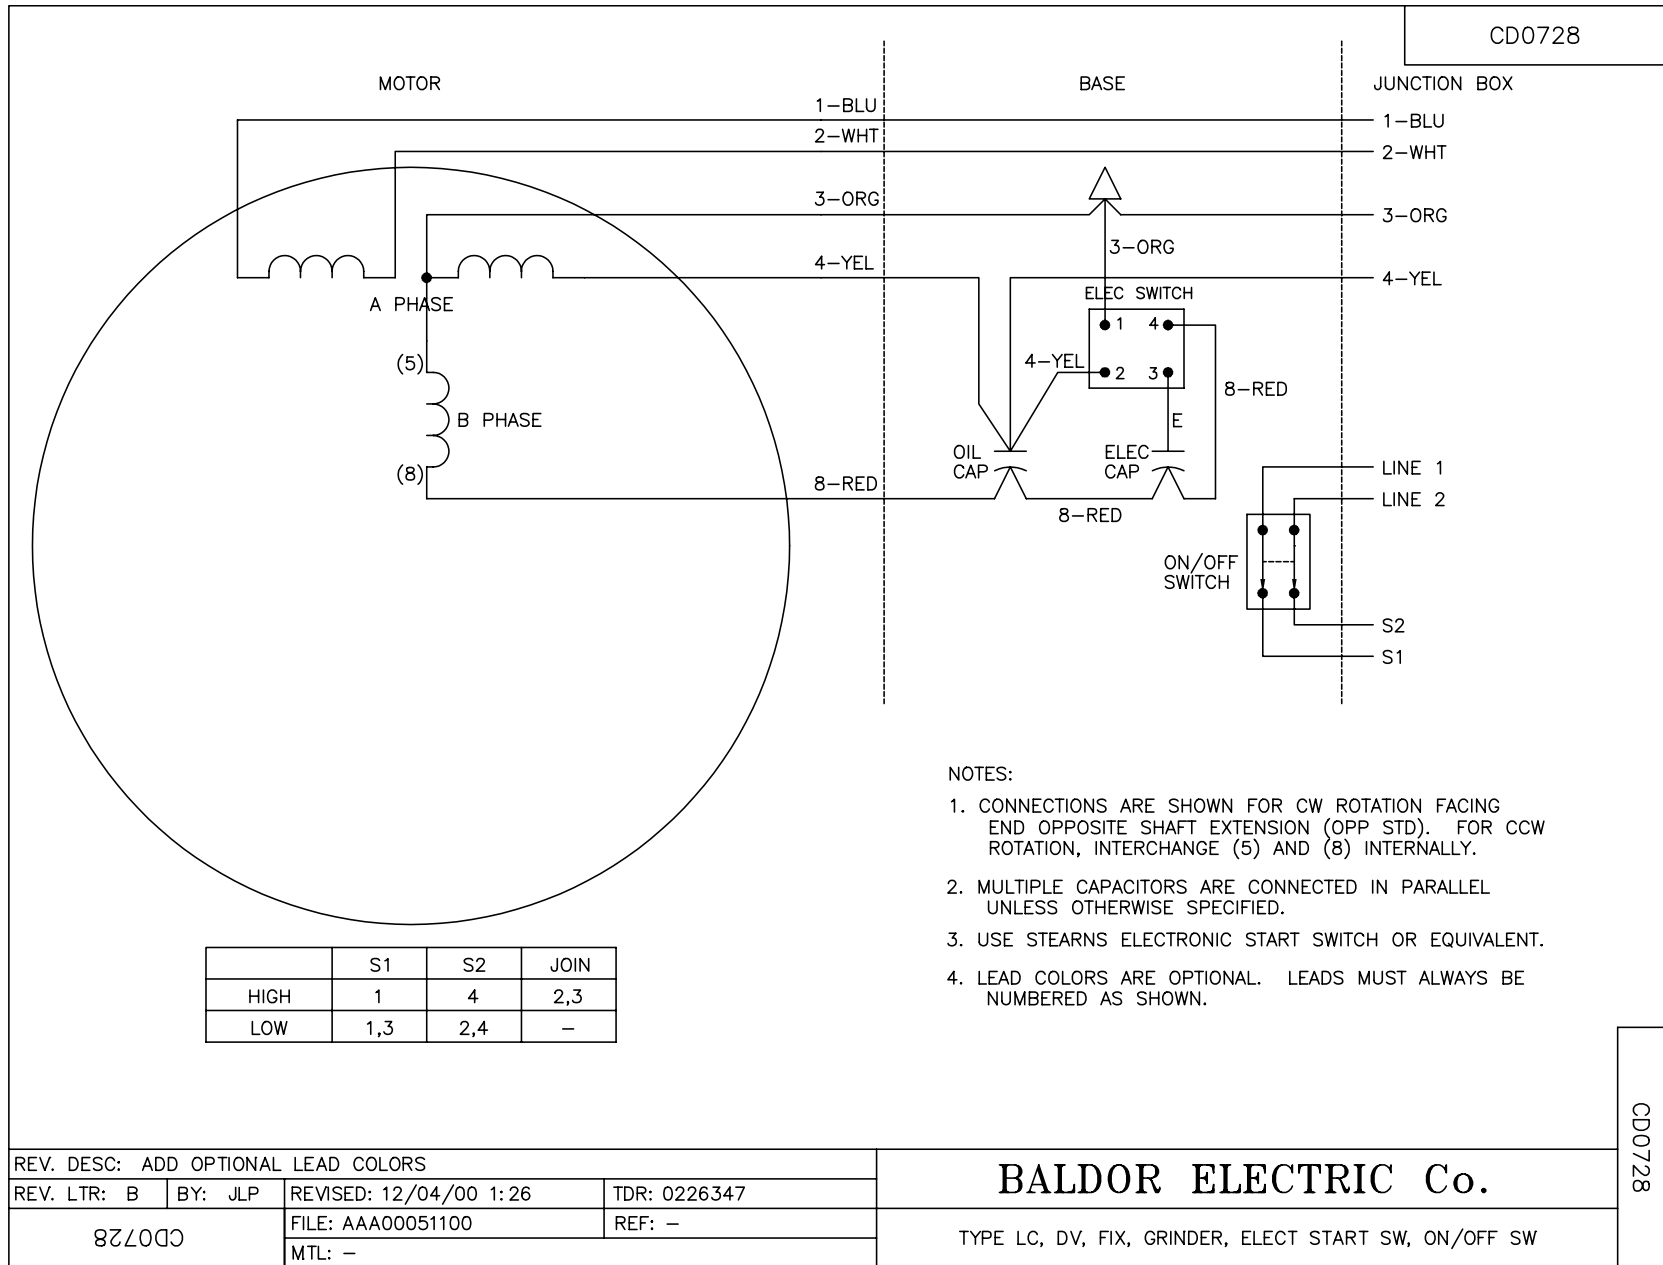 CD0728
MOTOR
BASE
JUNCTION BOX
1-BLU
1-BLU
2-WHT
2-WHT
3-ORG
3-ORG
3-ORG
4-YEL
4-YEL
ELEC SWITCH
A PHASE
1 4
(5)
4-YEL
2 3
8-RED
B PHASE
E
OIL
CAP
ELEC
CAP
(8)
LINE 1
8-RED
LINE 2
8-RED
ON/OFF
SWITCH
S2
S1
NOTES:
1. CONNECTIONS ARE SHOWN FOR CW ROTATION FACING
END OPPOSITE SHAFT EXTENSION (OPP STD). FOR CCW
ROTATION, INTERCHANGE (5) AND (8) INTERNALLY.
2. MULTIPLE CAPACITORS ARE CONNECTED IN PARALLEL
UNLESS OTHERWISE SPECIFIED.
3. USE STEARNS ELECTRONIC START SWITCH OR EQUIVALENT.
4. LEAD COLORS ARE OPTIONAL. LEADS MUST ALWAYS BE
NUMBERED AS SHOWN.
S1 S2 JOIN
HIGH 1 4 2,3
LOW 1,3 2,4 -
CD0728
REV. DESC: ADD OPTIONAL LEAD COLORS
REV. LTR: B BY: JLP REVISED: 12/04/00 1:26 TDR: 0226347
CD0728
FILE: AAA00051100 REF: -
MTL: -
BALDOR ELECTRIC Co.
TYPE LC, DV, FIX, GRINDER, ELECT START SW, ON/OFF SW